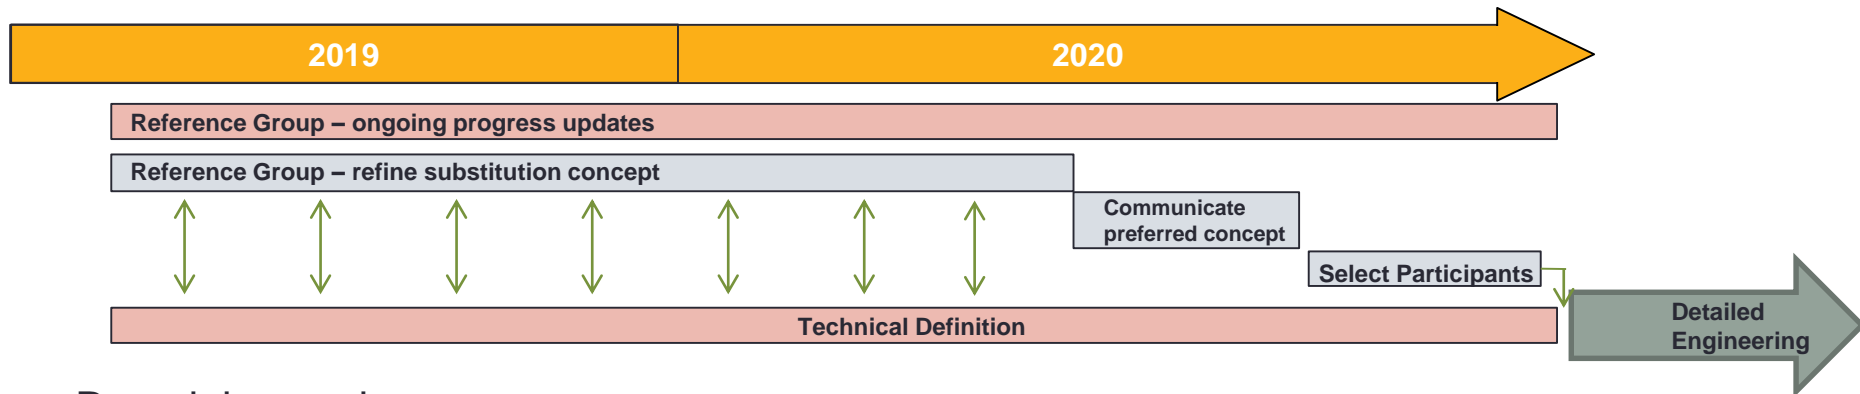 2019
2020
Reference Group – ongoing progress updates
Reference Group – refine substitution concept
Communicate
preferred concept
Select Participants
Technical Definition
Detailed
Engineering